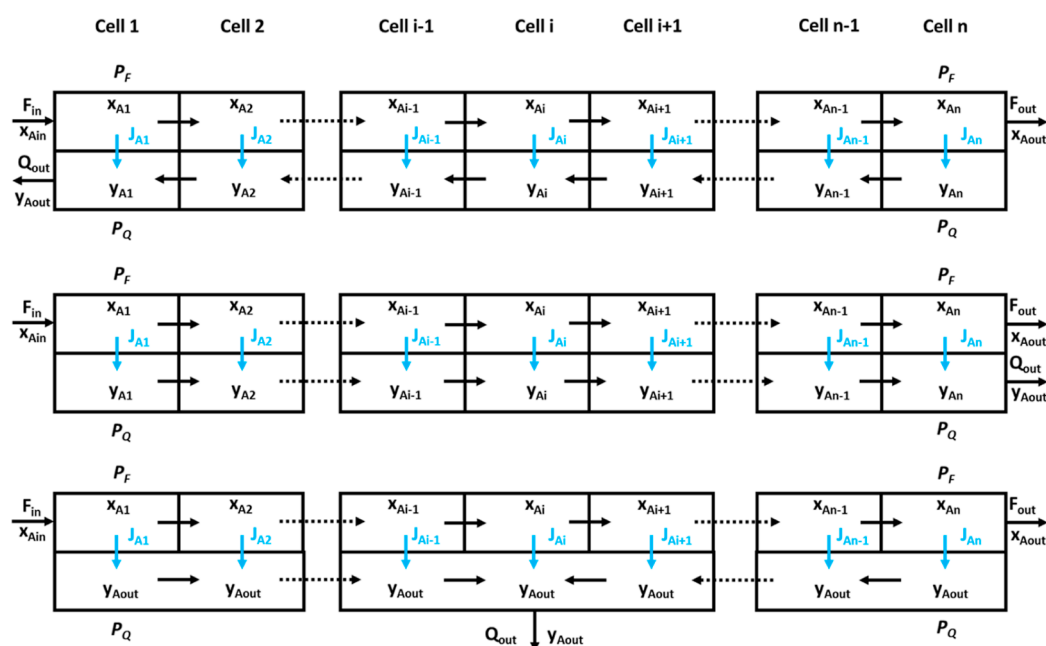 Cell 1 Cell 2 Cell i-1 Cell i Cell i+1 Cell n-1 Cell n
P_F P_F
F_in x_A1 x_A2 x_Ai-1 x_Ai x_Ai+1 x_An-1 x_An F_out
x_Ain J_A1 J_A2 J_Ai-1 J_Ai J_Ai+1 J_An-1 J_An x_Aout
Q_out
y_Aout y_A1 y_A2 y_Ai-1 y_Ai y_Ai+1 y_An-1 y_An
P_Q P_Q
P_F P_F
F_in x_A1 x_A2 x_Ai-1 x_Ai x_Ai+1 x_An-1 x_An F_out
x_Ain J_A1 J_A2 J_Ai-1 J_Ai J_Ai+1 J_An-1 J_An x_Aout
Q_out
y_A1 y_A2 y_Ai-1 y_Ai y_Ai+1 y_An-1 y_An y_Aout
P_Q P_Q
P_F P_F
F_in x_A1 x_A2 x_Ai-1 x_Ai x_Ai+1 x_An-1 x_An F_out
x_Ain J_A1 J_A2 J_Ai-1 J_Ai J_Ai+1 J_An-1 J_An x_Aout
y_Aout y_Aout y_Aout y_Aout y_Aout y_Aout y_Aout
P_Q P_Q
Q_out y_Aout